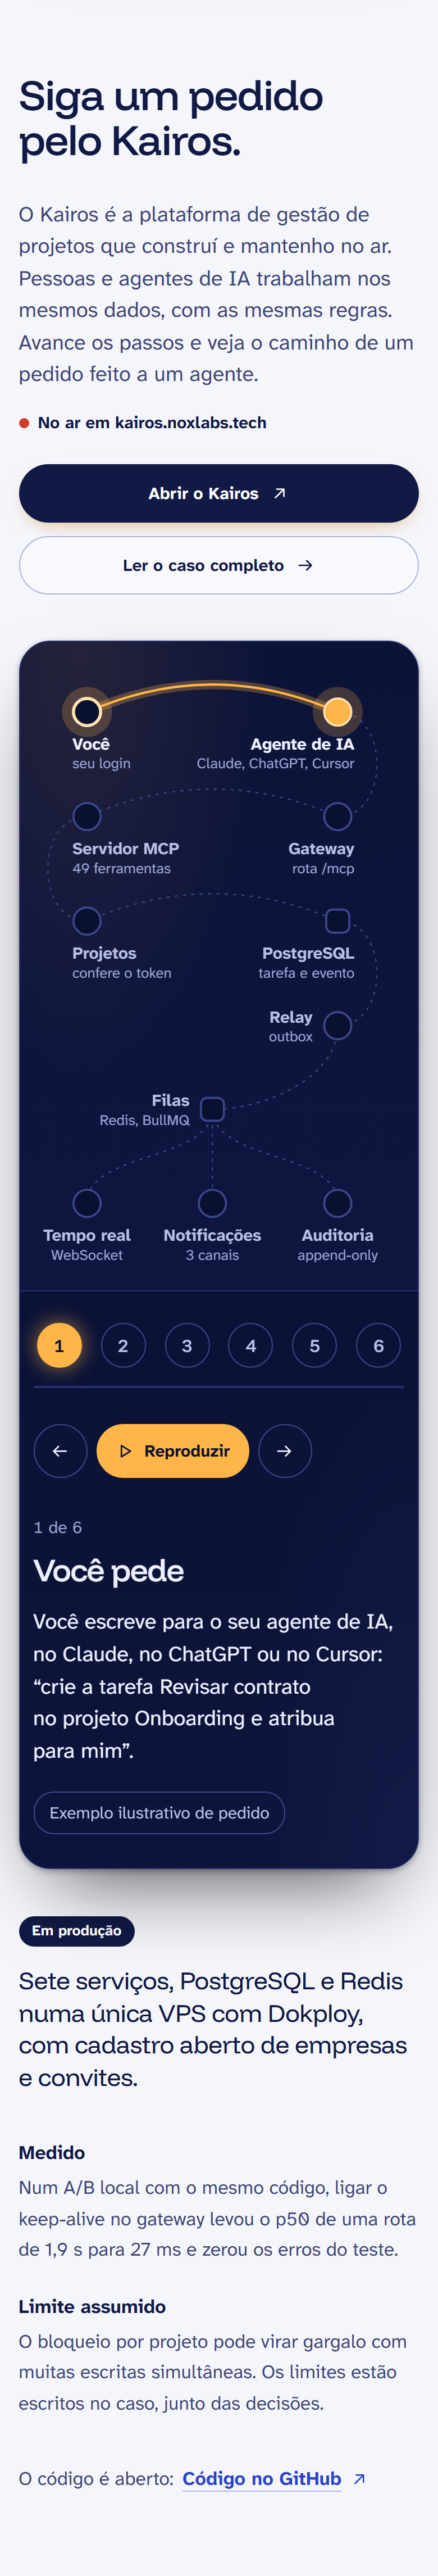 Siga um pedido
pelo Kairos.
O Kairos é a plataforma de gestão de
projetos que construí e mantenho no ar.
Pessoas e agentes de IA trabalham nos
mesmos dados, com as mesmas regras.
Avance os passos e veja o caminho de um
pedido feito a um agente.
No ar em kairos.noxlabs.tech
Abrir o Kairos
Ler o caso completo
Você
seu login
Agente de IA
Claude, ChatGPT, Cursor
Servidor MCP
49 ferramentas
Gateway
rota /mcp
Projetos
confere o token
PostgreSQL
tarefa e evento
Relay
outbox
Filas
Redis, BullMQ
Tempo real
WebSocket
Notificações
3 canais
Auditoria
append-only
1 2 3 4 5 6
Reproduzir
1 de 6
Você pede
Você escreve para o seu agente de IA,
no Claude, no ChatGPT ou no Cursor:
“crie a tarefa Revisar contrato
no projeto Onboarding e atribua
para mim”.
Exemplo ilustrativo de pedido
Em produção
Sete serviços, PostgreSQL e Redis
numa única VPS com Dokploy,
com cadastro aberto de empresas
e convites.
Medido
Num A/B local com o mesmo código, ligar o
keep-alive no gateway levou o p50 de uma rota
de 1,9 s para 27 ms e zerou os erros do teste.
Limite assumido
O bloqueio por projeto pode virar gargalo com
muitas escritas simultâneas. Os limites estão
escritos no caso, junto das decisões.
O código é aberto: Código no GitHub